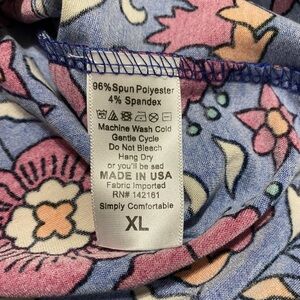 96%Spun Polyester
4% Spandex
Machine Wash Cold
Gentle Cycle
Do Not Bleach
Hang Dry
or you'll be sad
MADE IN USA
Fabric Imported
RN# 142161
Simply Comfortable
XL